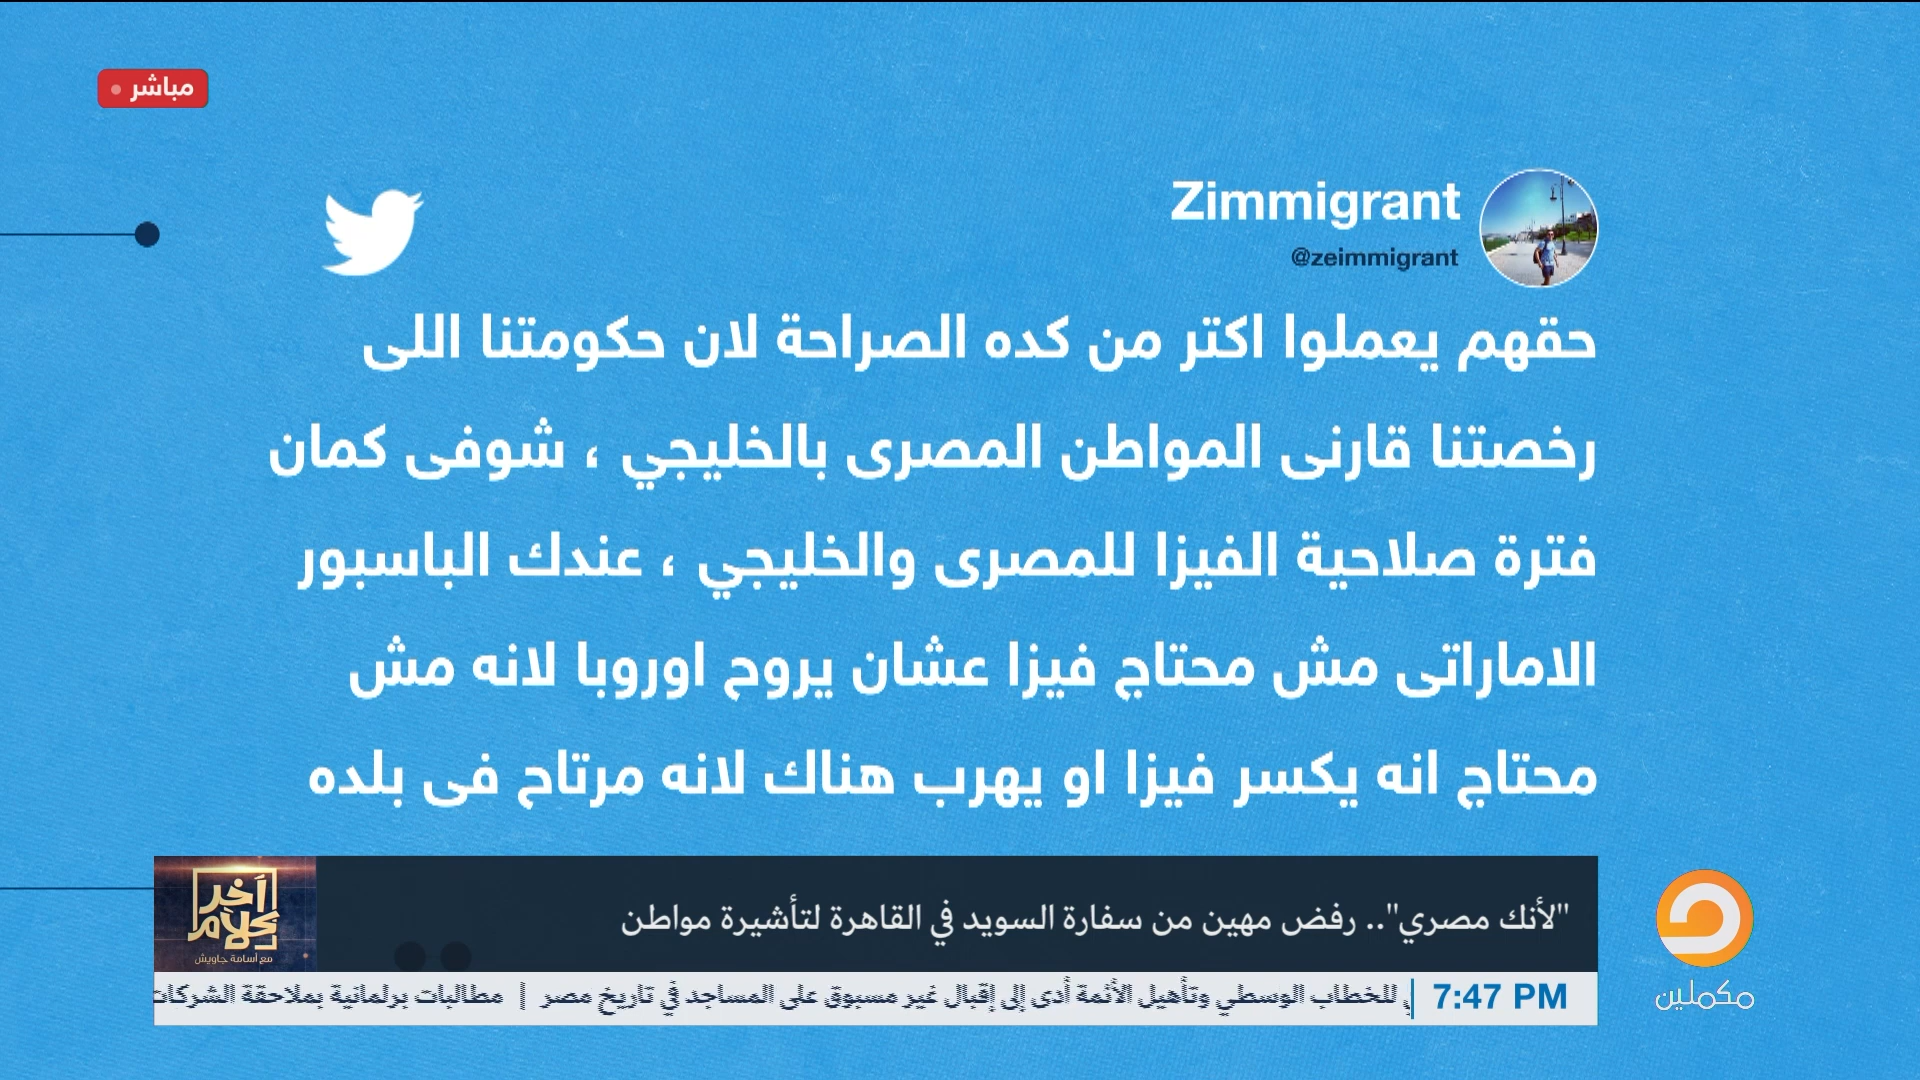 مباشر
Zimmigrant
@zeimmigrant
حقهم يعملوا اكتر من كده الصراحة لان حكومتنا اللى
رخصتنا قارنى المواطن المصرى بالخليجي ، شوفى كمان
فترة صلاحية الفيزا للمصرى والخليجي ، عندك الباسبور
الاماراتى مش محتاج فيزا عشان يروح اوروبا لانه مش
محتاج انه يكسر فيزا او يهرب هناك لانه مرتاح فى بلده
آخر
كلام
مع أسامة جاويش
"لأنك مصري".. رفض مهين من سفارة السويد في القاهرة لتأشيرة مواطن
7:47 PM
للخطاب الوسطي وتأهيل الأئمة أدى إلى إقبال غير مسبوق على المساجد في تاريخ مصر | مطالبات برلمانية بملاحقة الشركات
مكملين